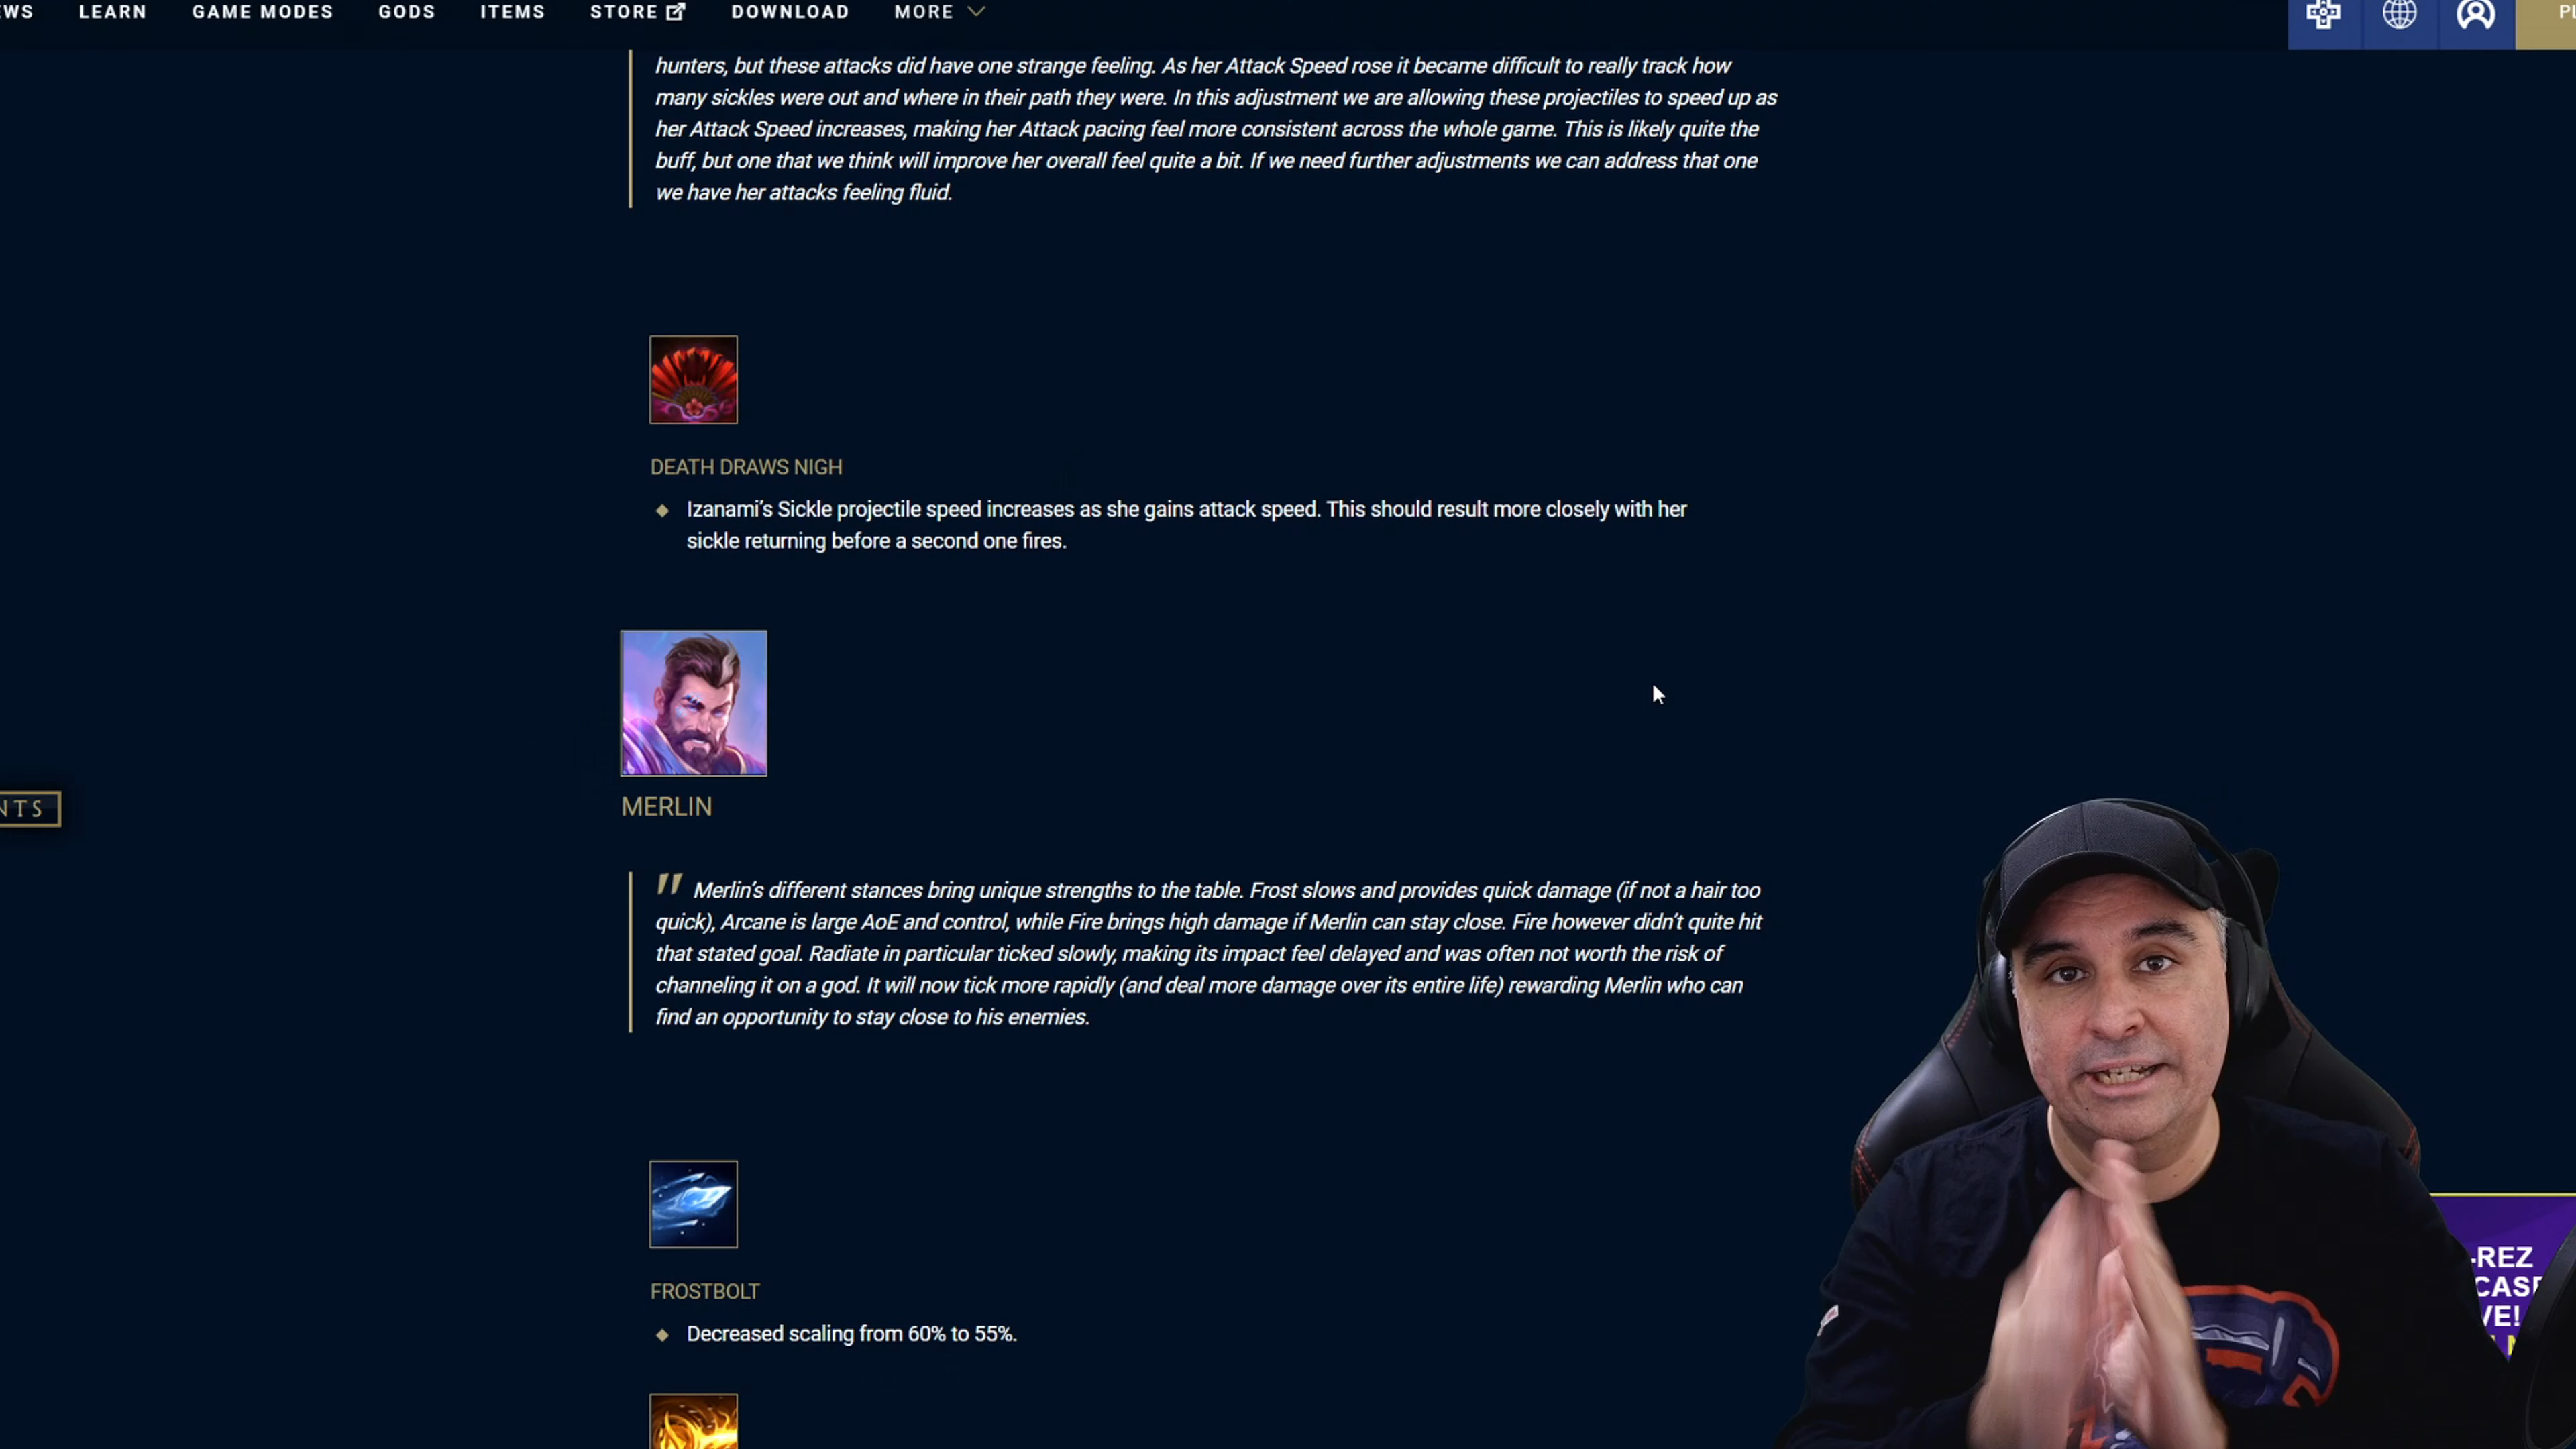 LEARN GAME MODES GODS ITEMS STORE DOWNLOAD MORE
hunters, but these attacks did have one strange feeling. As her Attack Speed rose it became difficult to really track how
many sickles were out and where in their path they were. In this adjustment we are allowing these projectiles to speed up as
her Attack Speed increases, making her Attack pacing feel more consistent across the whole game. This is likely quite the
buff, but one that we think will improve her overall feel quite a bit. If we need further adjustments we can address that one
we have her attacks feeling fluid.
DEATH DRAWS NIGH
Izanami's Sickle projectile speed increases as she gains attack speed. This should result more closely with her
sickle returning before a second one fires.
MERLIN
" Merlin's different stances bring unique strengths to the table. Frost slows and provides quick damage (if not a hair too
quick), Arcane is large AoE and control, while Fire brings high damage if Merlin can stay close. Fire however didn't quite hit
that stated goal. Radiate in particular ticked slowly, making its impact feel delayed and was often not worth the risk of
channeling it on a god. It will now tick more rapidly (and deal more damage over its entire life) rewarding Merlin who can
find an opportunity to stay close to his enemies.
FROSTBOLT
Decreased scaling from 60% to 55%.
-REZ